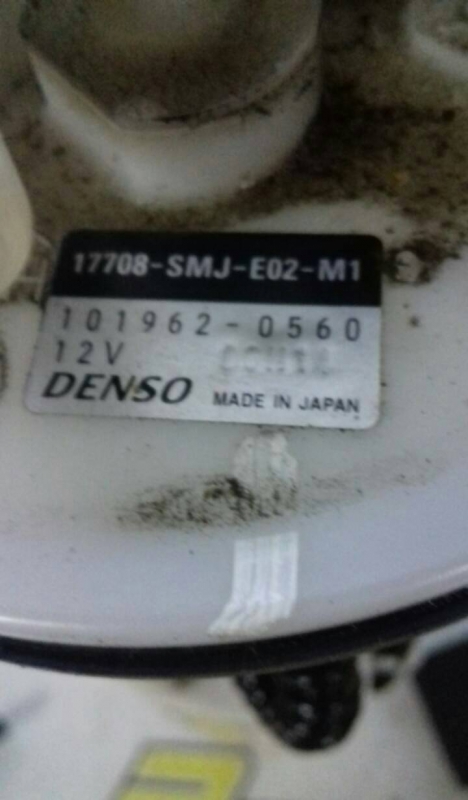 17708-SMJ-E02-M1
101962-0560
12V
DENSO MADE IN JAPAN